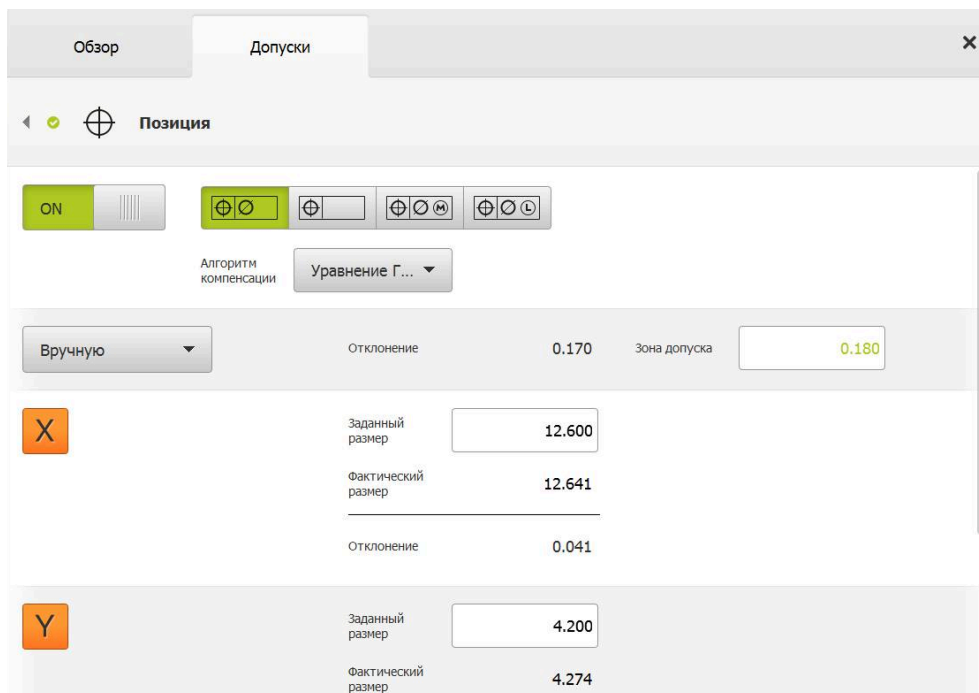 Обзор
Допуски
Позиция
ON
M
L
Алгоритм
компенсации
Уравнение Г...
Вручную
Отклонение
0.170
Зона допуска
0.180
X
Заданный
размер
12.600
Фактический
размер
12.641
Отклонение
0.041
Y
Заданный
размер
4.200
Фактический
размер
4.274